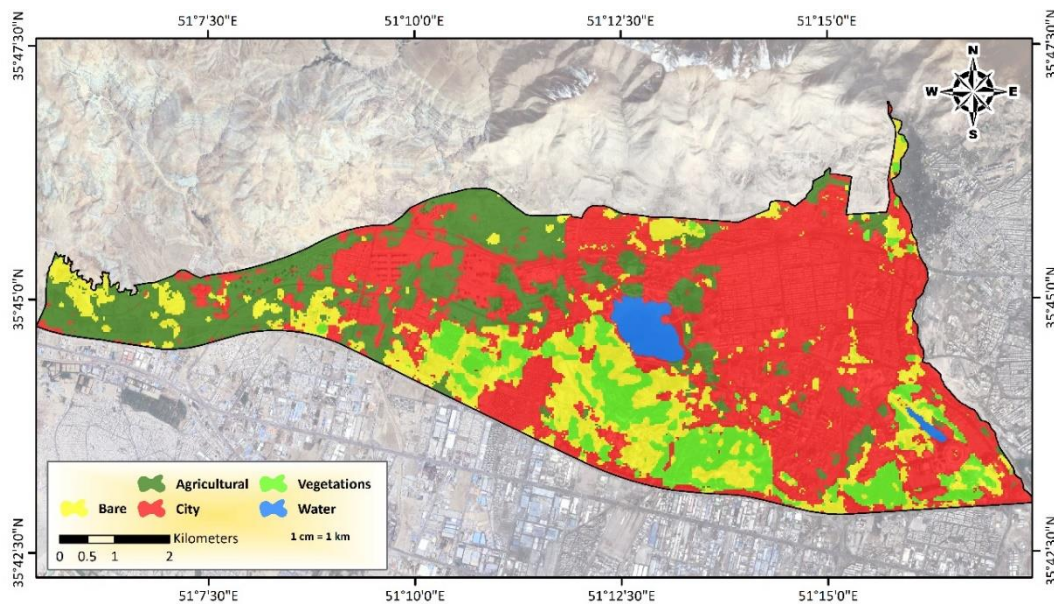 51°7'30"E 51°10'0"E 51°12'30"E 51°15'0"E
35°47'30"N 35°47'30"N
N
W E
S
35°45'0"N 35°45'0"N
Agricultural Vegetations
Bare City Water
0 0.5 1 2 Kilometers 1 cm = 1 km
35°42'30"N 35°42'30"N
51°7'30"E 51°10'0"E 51°12'30"E 51°15'0"E